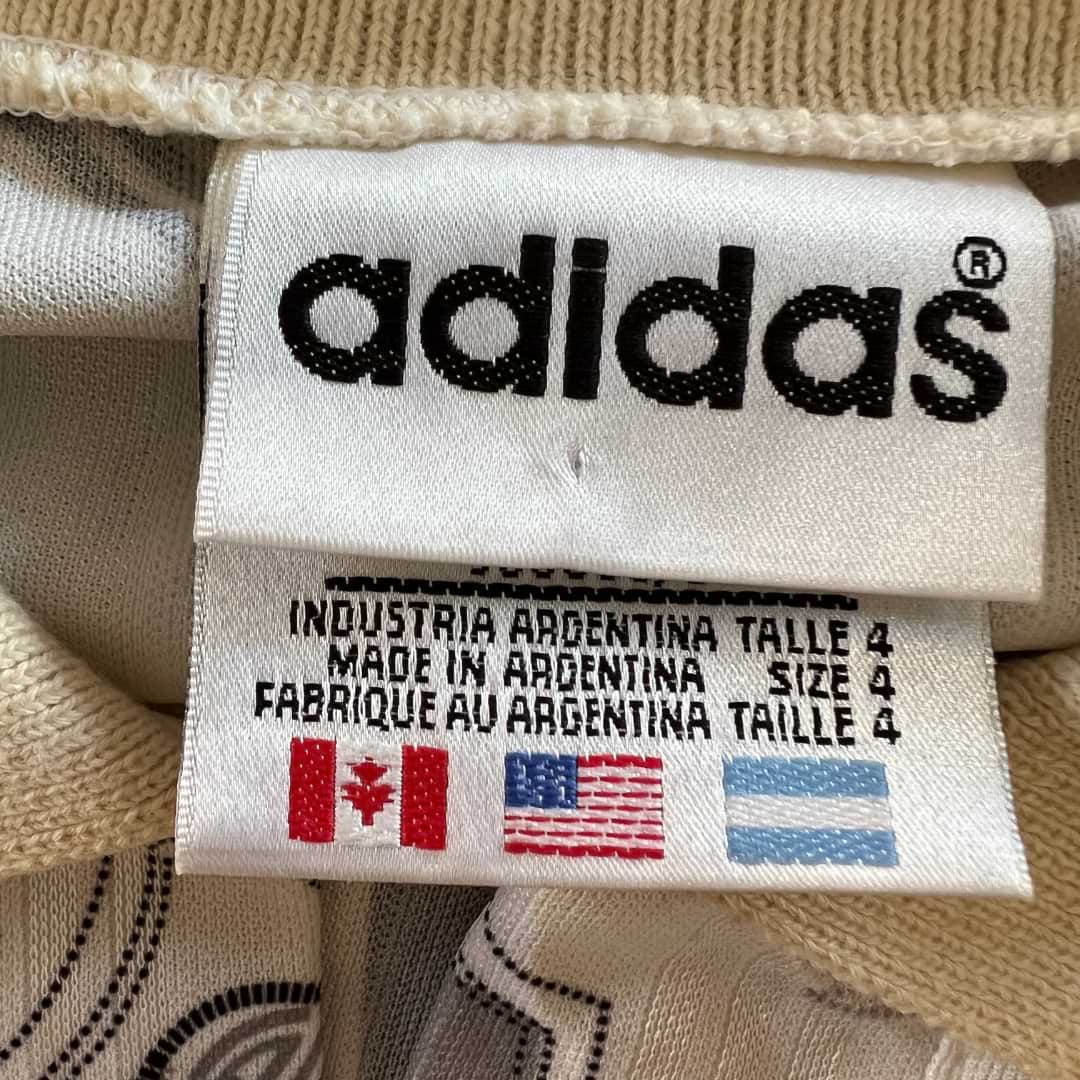 adidas®
INDUSTRIA ARGENTINA TALLE 4
MADE IN ARGENTINA SIZE 4
FABRIQUE AU ARGENTINA TAILLE 4